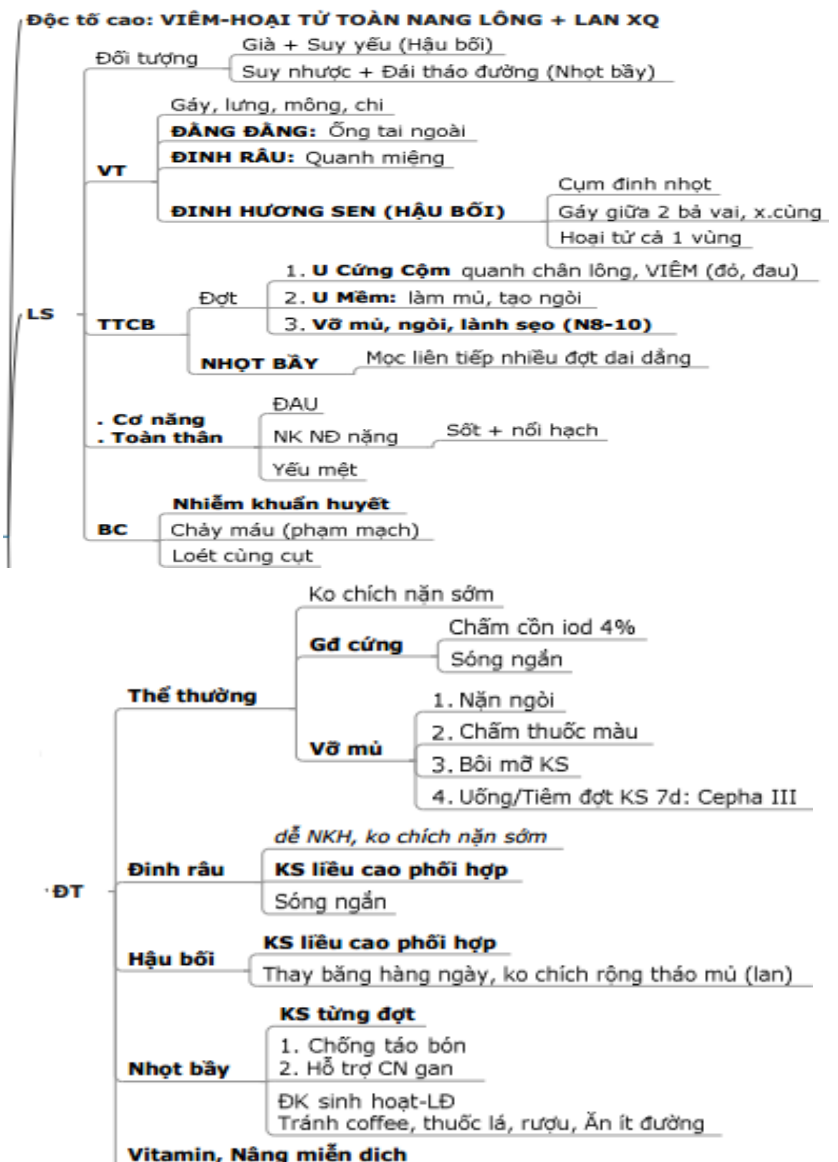 Độc tố cao: VIÊM-HOẠI TỬ TOÀN NANG LÔNG + LAN XQ
LS
Đối tượng
Già + Suy yếu (Hậu bối)
Suy nhược + Đái tháo đường (Nhọt bầy)
VT
Gáy, lưng, mông, chi
ĐẰNG ĐẰNG: Ống tai ngoài
ĐINH RÂU: Quanh miệng
ĐINH HƯƠNG SEN (HẬU BỐI)
Cụm đinh nhọt
Gáy giữa 2 bả vai, x.cùng
Hoại tử cả 1 vùng
TTCB
Đợt
1. U Cứng Cộm quanh chân lông, VIÊM (đỏ, đau)
2. U Mềm: làm mủ, tạo ngòi
3. Vỡ mủ, ngòi, lành sẹo (N8-10)
NHỌT BẦY
Mọc liên tiếp nhiều đợt dai dẳng
. Cơ năng
. Toàn thân
ĐAU
NK NĐ nặng
Sốt + nổi hạch
Yếu mệt
BC
Nhiễm khuẩn huyết
Chảy máu (phạm mạch)
Loét cùng cụt
ĐT
Thể thường
Ko chích nặn sớm
Gđ cứng
Chấm cồn iod 4%
Sóng ngắn
Vỡ mủ
1. Nặn ngòi
2. Chấm thuốc màu
3. Bôi mỡ KS
4. Uống/Tiêm đợt KS 7d: Cepha III
Đinh râu
dễ NKH, ko chích nặn sớm
KS liều cao phối hợp
Sóng ngắn
Hậu bối
KS liều cao phối hợp
Thay băng hàng ngày, ko chích rộng tháo mủ (lan)
Nhọt bầy
KS từng đợt
1. Chống táo bón
2. Hỗ trợ CN gan
ĐK sinh hoạt-LĐ
Tránh coffee, thuốc lá, rượu, Ăn ít đường
Vitamin, Nâng miễn dịch